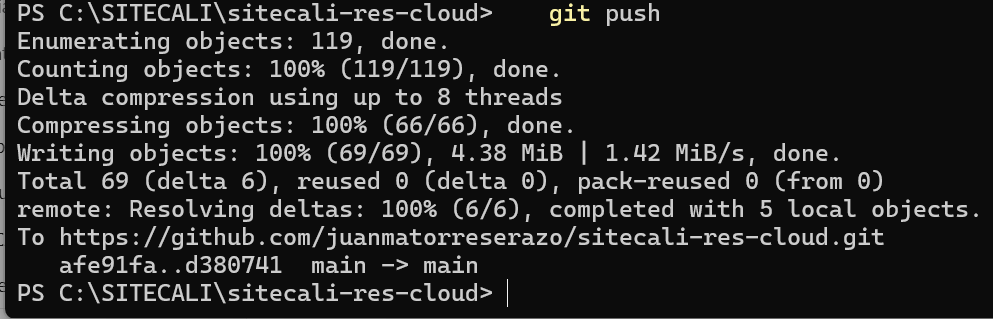 PS C:\SITECALI\sitecali-res-cloud>    git push
Enumerating objects: 119, done.
Counting objects: 100% (119/119), done.
Delta compression using up to 8 threads
Compressing objects: 100% (66/66), done.
Writing objects: 100% (69/69), 4.38 MiB | 1.42 MiB/s, done.
Total 69 (delta 6), reused 0 (delta 0), pack-reused 0 (from 0)
remote: Resolving deltas: 100% (6/6), completed with 5 local objects.
To https://github.com/juanmatorreserazo/sitecali-res-cloud.git
   afe91fa..d380741  main -> main
PS C:\SITECALI\sitecali-res-cloud>